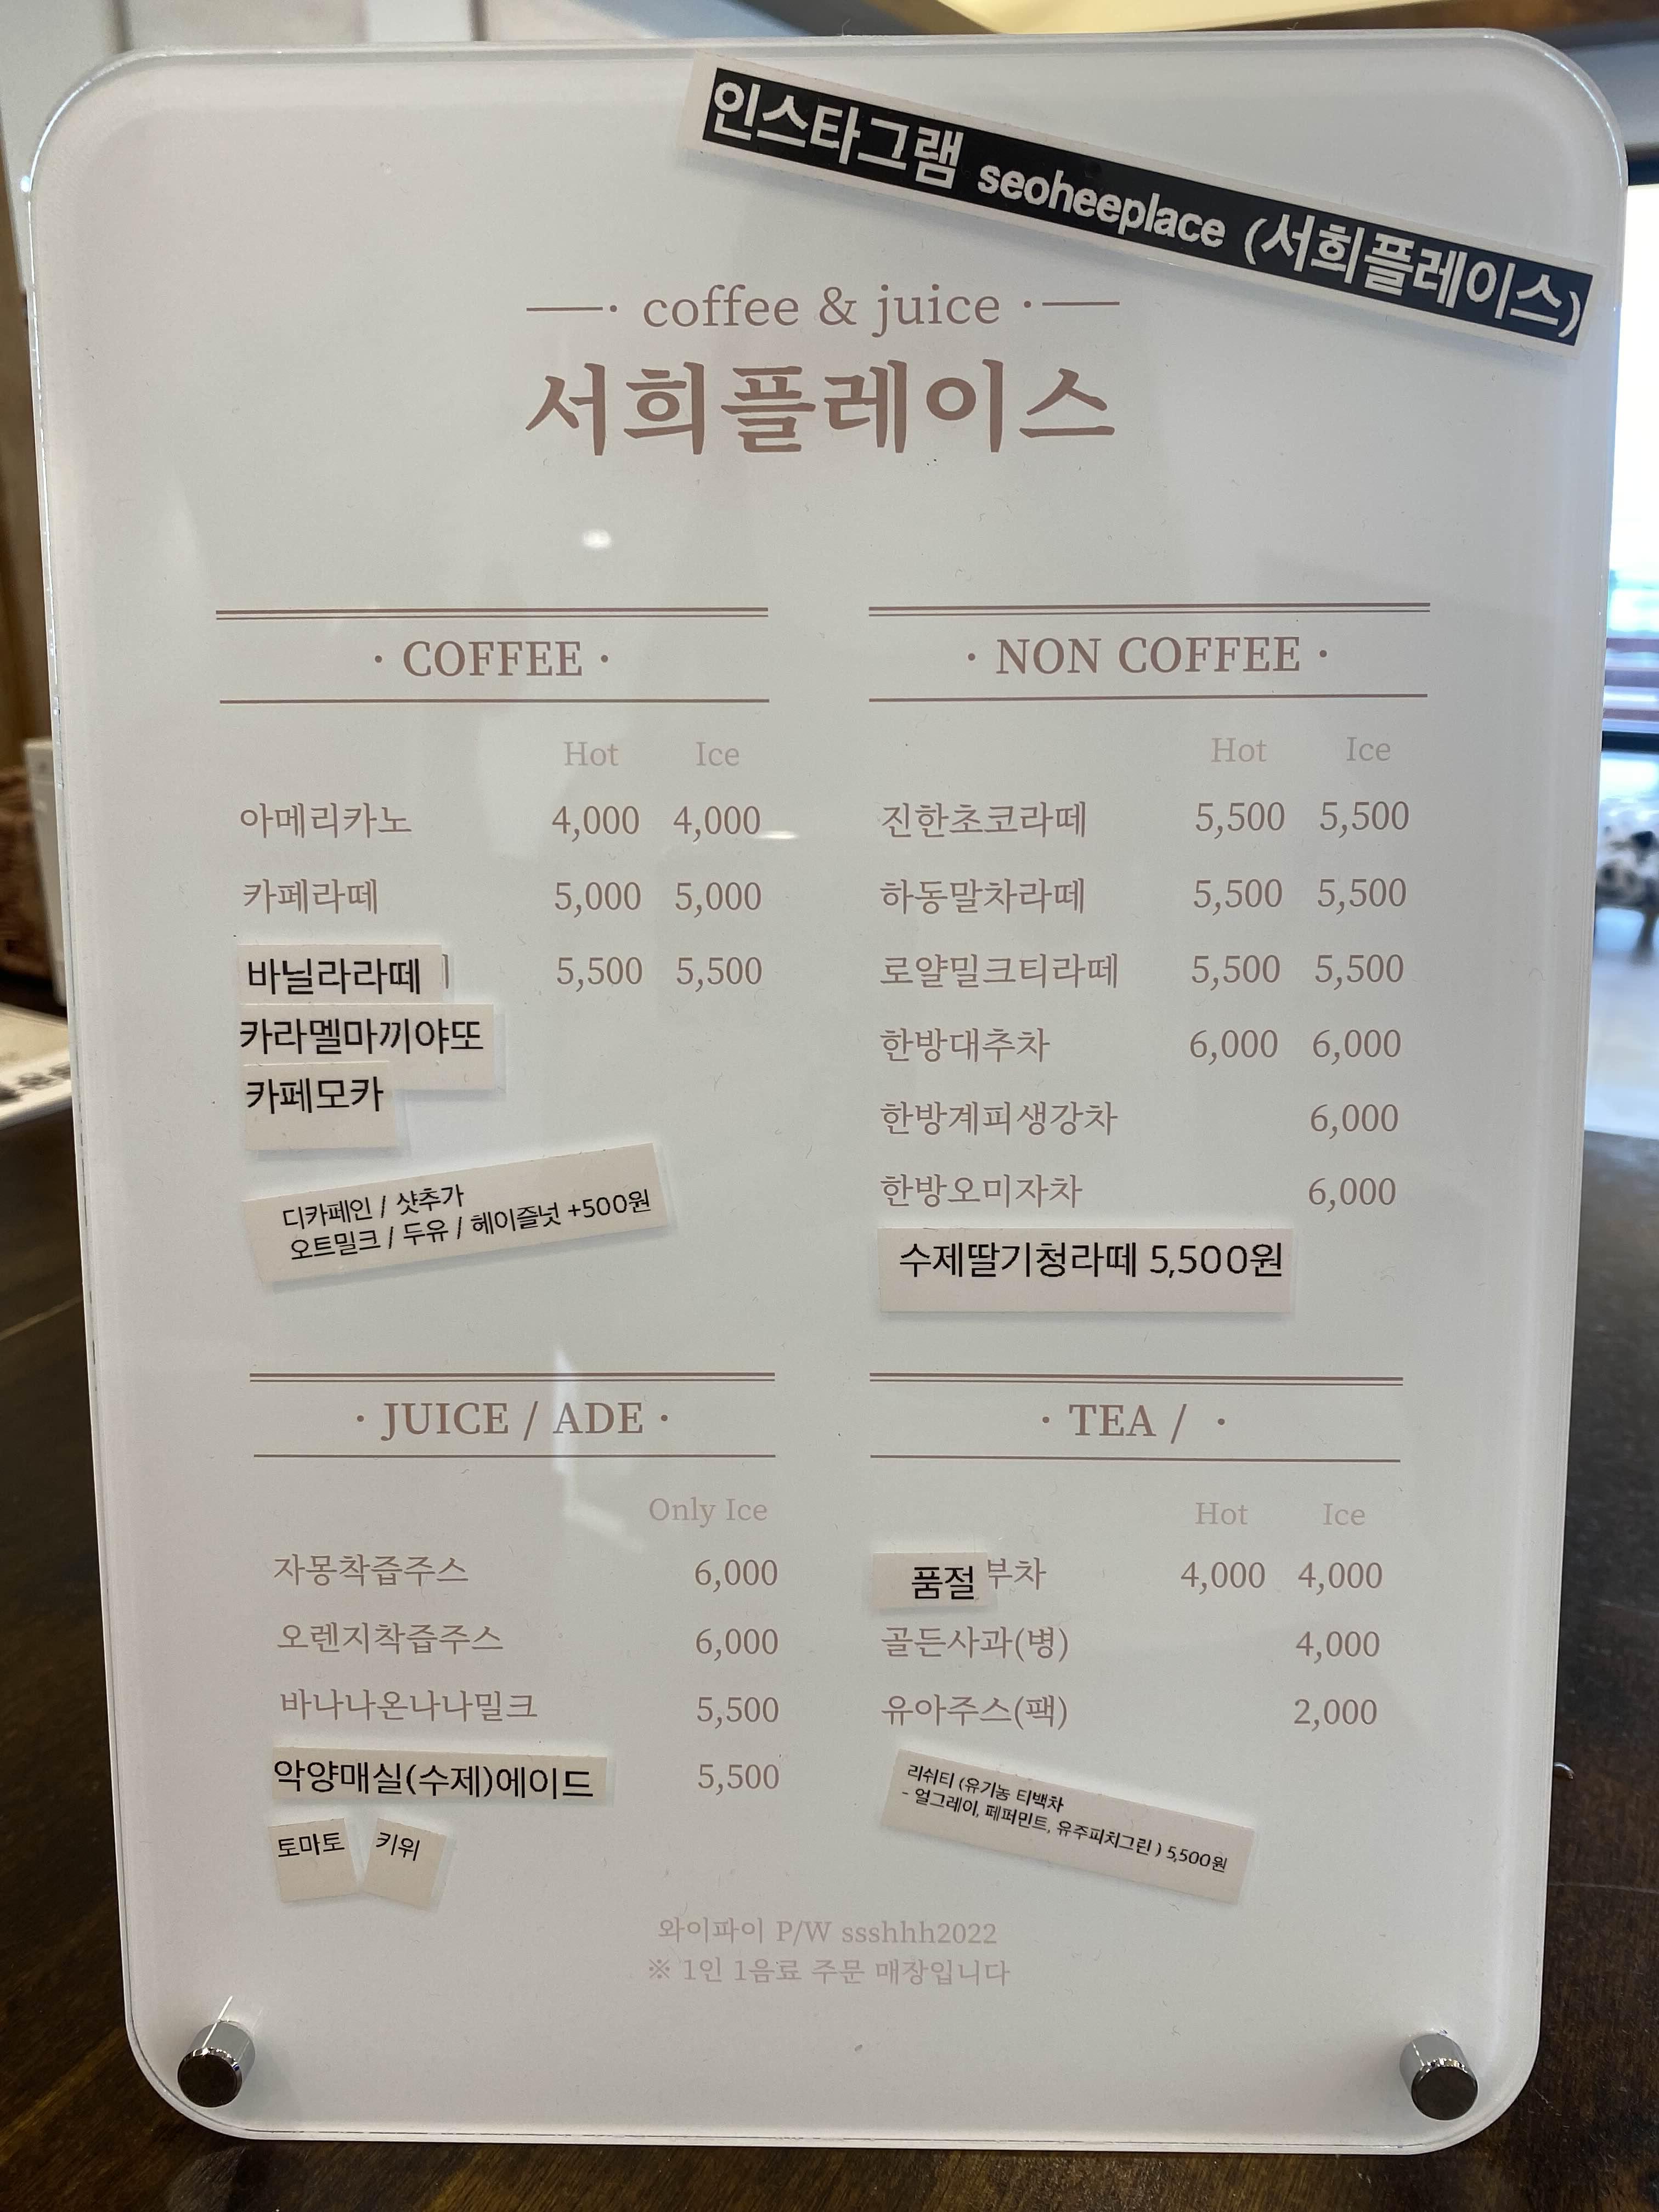 인스타그램 seoheeplace (서희플레이스)
coffee & juice
서희플레이스
· COFFEE ·
Hot Ice
아메리카노 4,000 4,000
카페라떼 5,000 5,000
바닐라라떼 5,500 5,500
카라멜마끼야또
카페모카
디카페인 / 샷추가
오트밀크 / 두유 / 헤이즐넛 +500원
· NON COFFEE ·
Hot Ice
진한초코라떼 5,500 5,500
하동말차라떼 5,500 5,500
로얄밀크티라떼 5,500 5,500
한방대추차 6,000 6,000
한방계피생강차 6,000
한방오미자차 6,000
수제딸기청라떼 5,500원
· JUICE / ADE ·
Only Ice
자몽착즙주스 6,000
오렌지착즙주스 6,000
바나나온나나밀크 5,500
악양매실(수제)에이드 5,500
토마토 키위
· TEA / ·
Hot Ice
품절 부차 4,000 4,000
골든사과(병) 4,000
유아주스(팩) 2,000
리쉬티 (유기농 티백차
- 얼그레이, 페퍼민트, 유주피치그린 ) 5,500원
와이파이 P/W ssshhh2022
※ 1인 1음료 주문 매장입니다